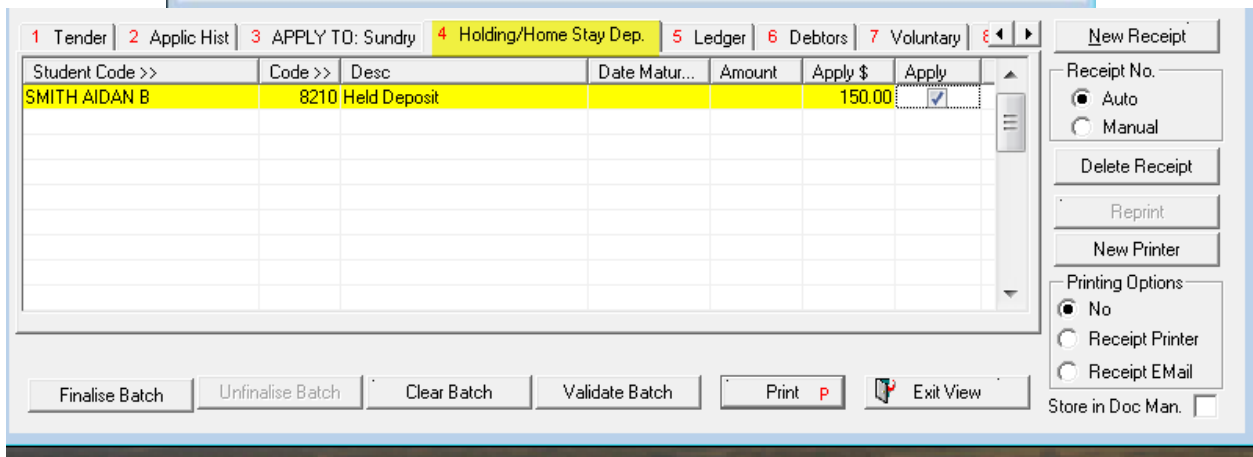 1 Tender 2 Applic Hist 3 APPLY TO: Sundry 4 Holding/Home Stay Dep. 5 Ledger 6 Debtors 7 Voluntary 8
Student Code >> Code >> Desc Date Matur... Amount Apply $ Apply
SMITH AIDAN B 8210 Held Deposit 150.00
New Receipt
Receipt No.
Auto
Manual
Delete Receipt
Reprint
New Printer
Printing Options
No
Receipt Printer
Receipt EMail
Store in Doc Man.
Finalise Batch Unfinalise Batch Clear Batch Validate Batch Print P Exit View